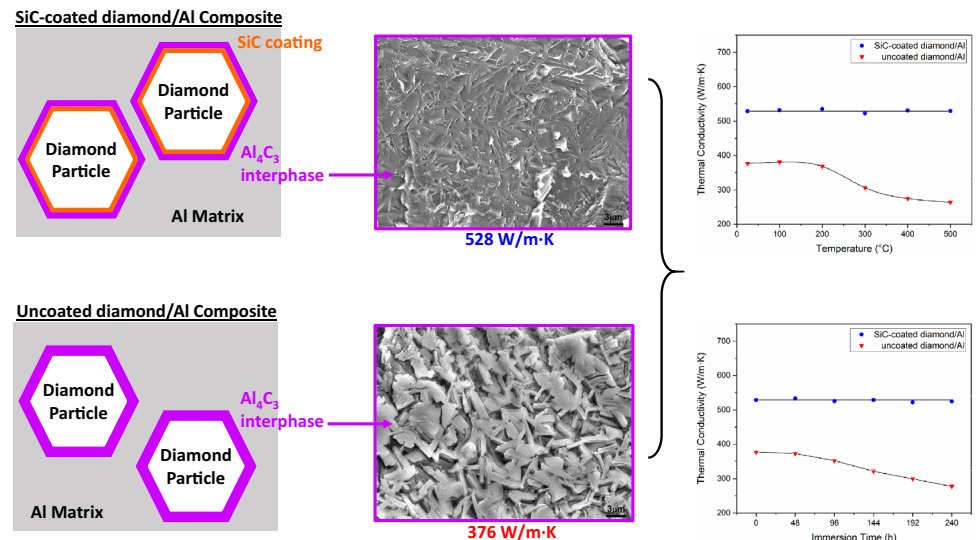 SiC-coated diamond/Al Composite
SiC coating
Diamond
Particle
Diamond
Particle
Al₄C₃
interphase
Al Matrix
3μm
528 W/m·K
Uncoated diamond/Al Composite
Diamond
Particle
Diamond
Particle
Al₄C₃
interphase
Al Matrix
3μm
376 W/m·K
SiC-coated diamond/Al
uncoated diamond/Al
Thermal Conductivity (W/m·K)
700
600
500
400
300
200
0
100
200
300
400
500
Temperature (°C)
SiC-coated diamond/Al
uncoated diamond/Al
Thermal Conductivity (W/m·K)
700
600
500
400
300
200
0
48
96
144
192
240
Immersion Time (h)